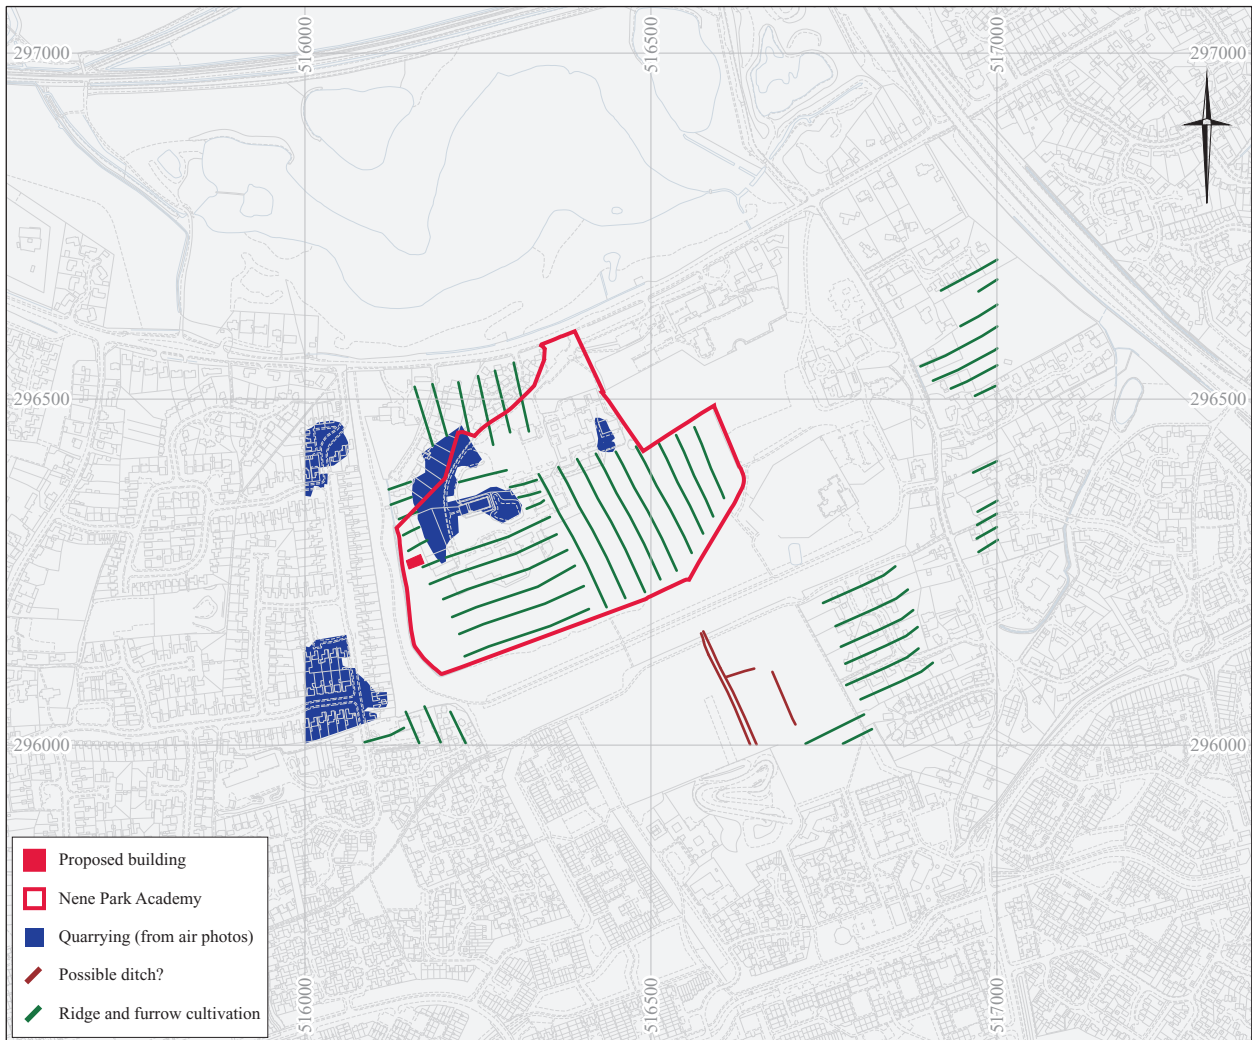 516000
516500
517000
297000
297000
296500
296500
296000
296000
Proposed building
Nene Park Academy
Quarrying (from air photos)
Possible ditch?
Ridge and furrow cultivation
516000
516500
517000